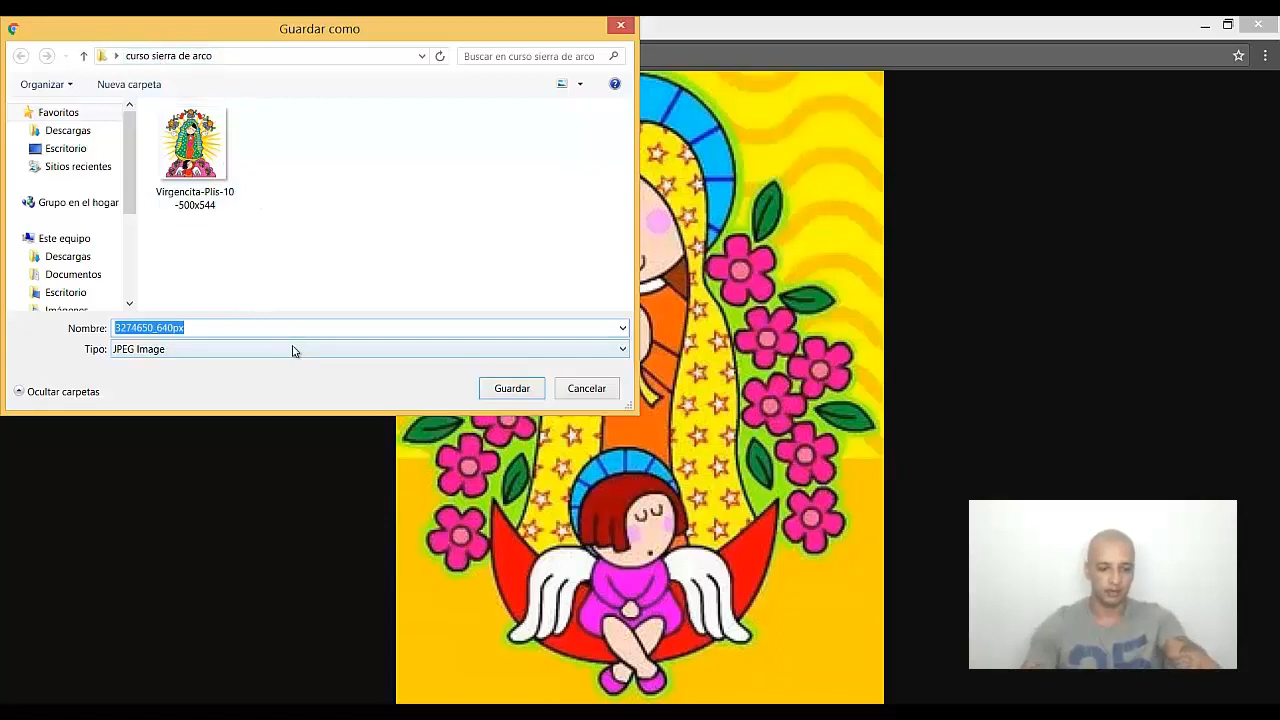 Guardar como
curso sierra de arco
Buscar en curso sierra de arco
Organizar
Nueva carpeta
Favoritos
Descargas
Escritorio
Sitios recientes
Grupo en el hogar
Este equipo
Descargas
Documentos
Escritorio
Imágenes
Virgencita-Plis-10
-500x544
Nombre: 3274650_640px
Tipo: JPEG Image
Ocultar carpetas
Guardar
Cancelar
25